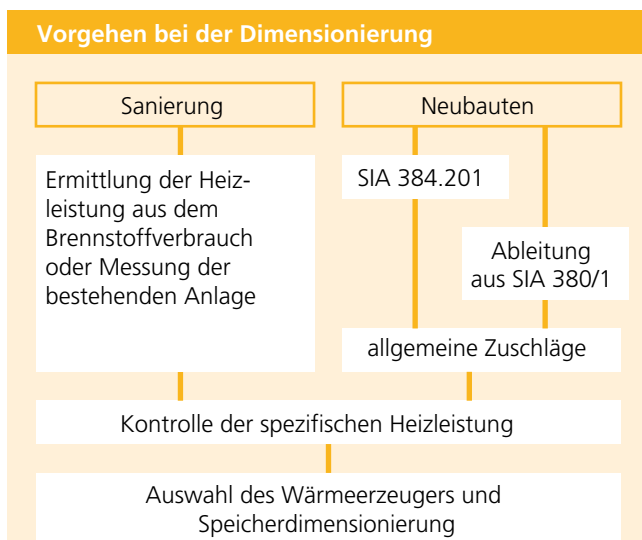 Vorgehen bei der Dimensionierung
Sanierung
Ermittlung der Heiz-
leistung aus dem
Brennstoffverbrauch
oder Messung der
bestehenden Anlage
Neubauten
SIA 384.201
Ableitung
aus SIA 380/1
allgemeine Zuschläge
Kontrolle der spezifischen Heizleistung
Auswahl des Wärmeerzeugers und
Speicherdimensionierung